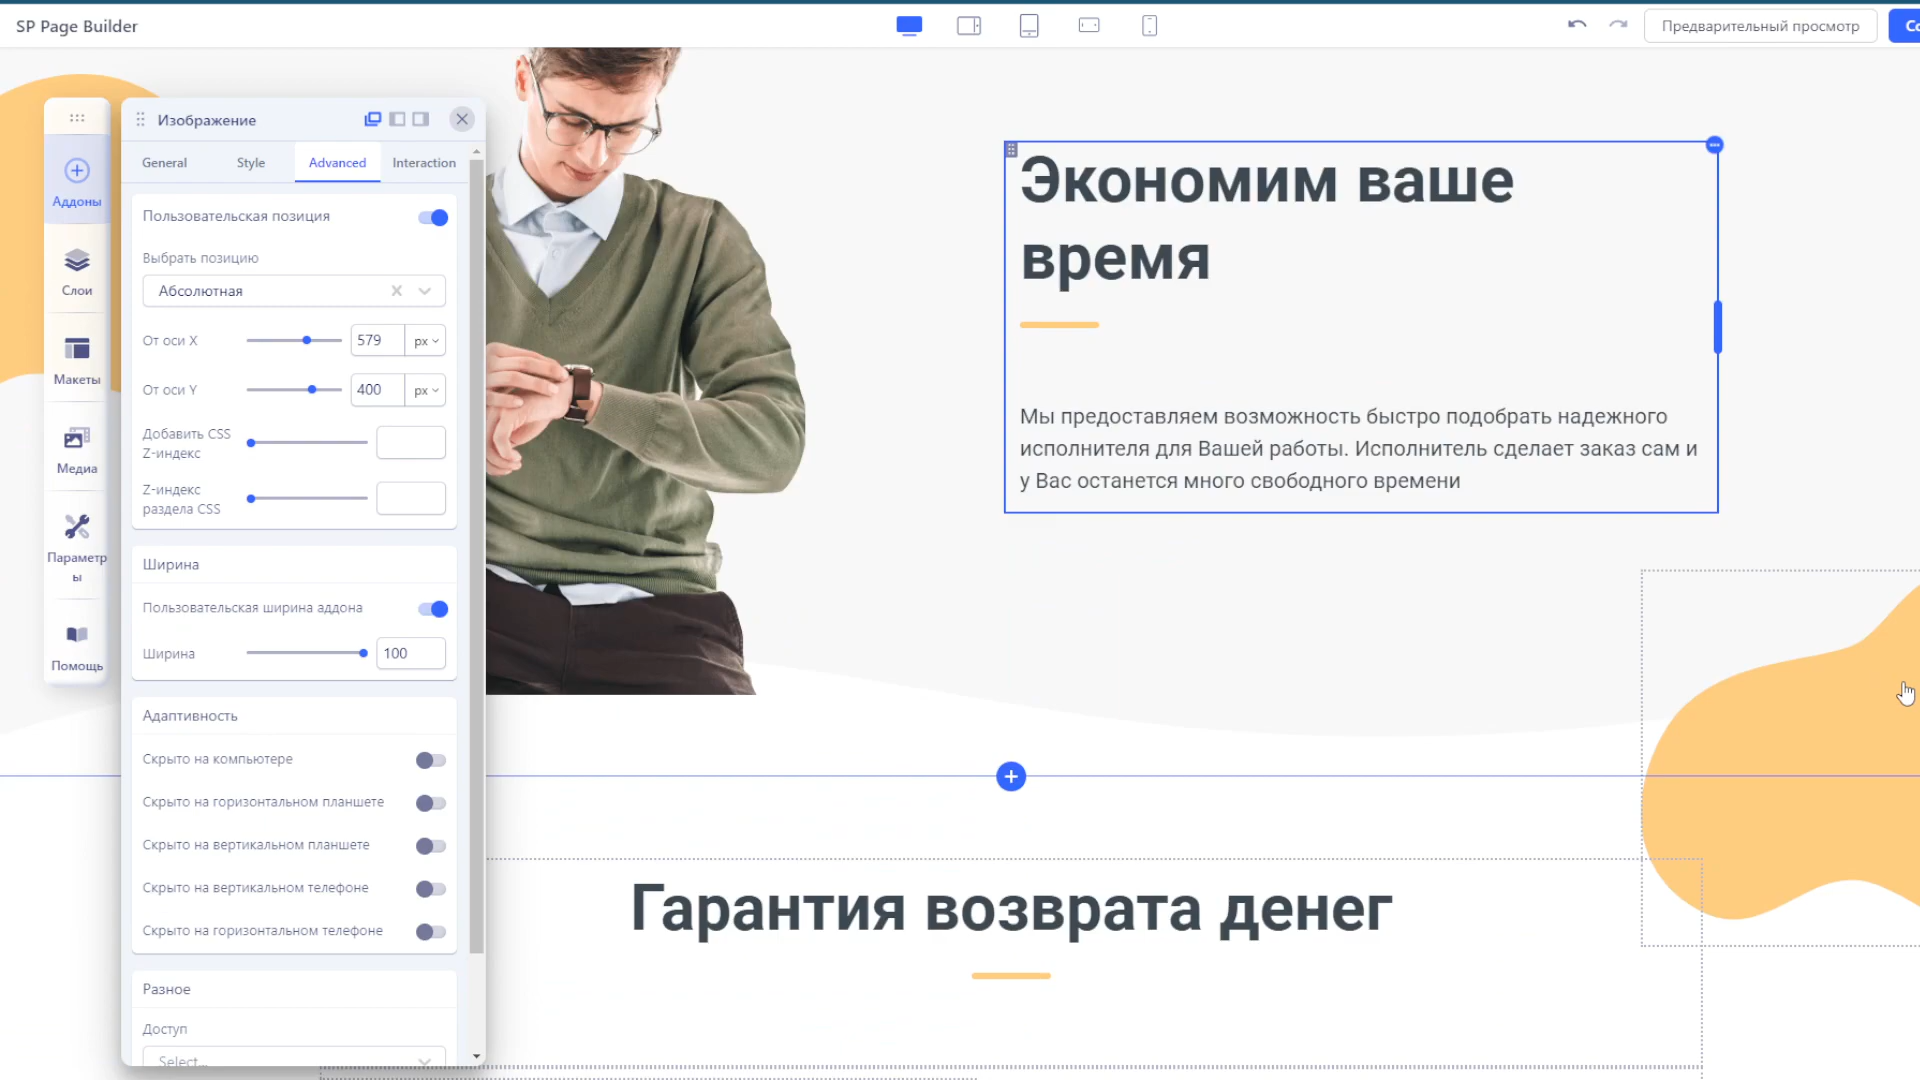 SP Page Builder
Предварительный просмотр
Изображение
General
Style
Advanced
Interaction
Аддоны
Слои
Макеты
Медиа
Параметр
ы
Помощь
Пользовательская позиция
Выбрать позицию
Абсолютная
От оси X
579
px
От оси Y
400
px
Добавить CSS
Z-индекс
Z-индекс
раздела CSS
Ширина
Пользовательская ширина аддона
Ширина
100
Адаптивность
Скрыто на компьютере
Скрыто на горизонтальном планшете
Скрыто на вертикальном планшете
Скрыто на вертикальном телефоне
Скрыто на горизонтальном телефоне
Разное
Доступ
Select...
Экономим ваше
время
Мы предоставляем возможность быстро подобрать надежного
исполнителя для Вашей работы. Исполнитель сделает заказ сам и
у Вас останется много свободного времени
Гарантия возврата денег